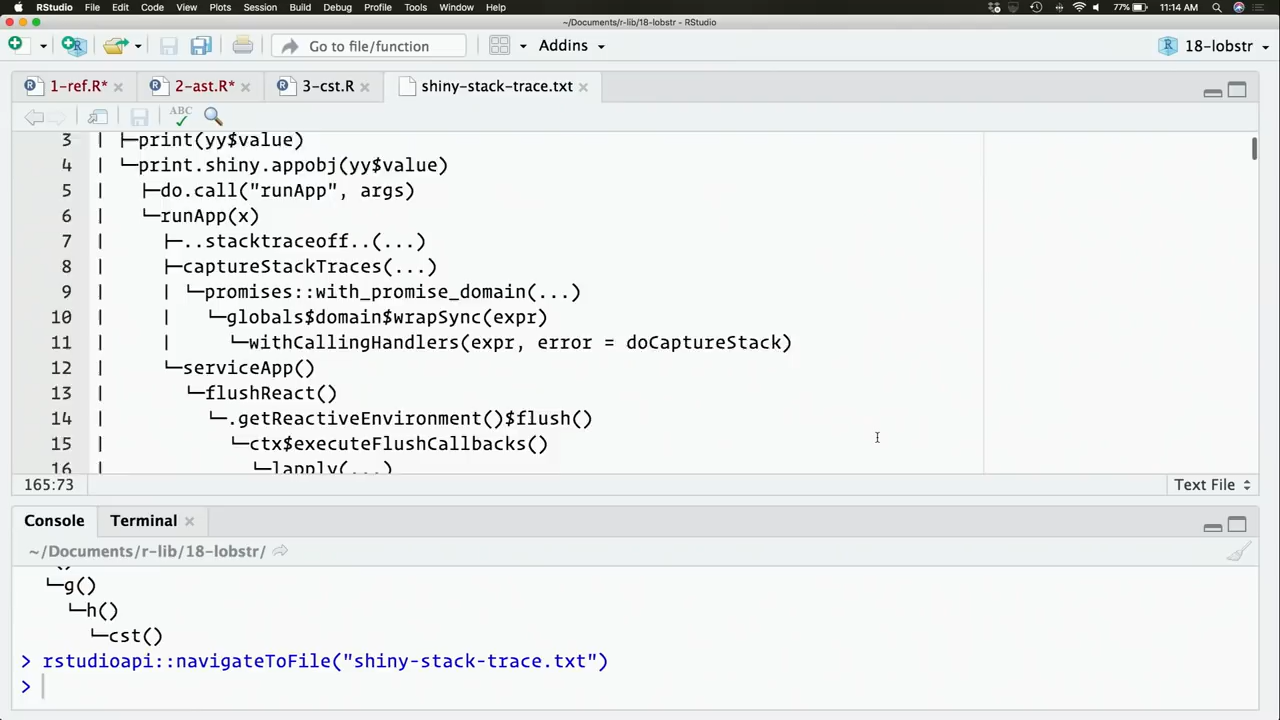 RStudio File Edit Code View Plots Session Build Debug Profile Tools Window Help 77% 11:14 AM
~/Documents/r-lib/18-lobstr - RStudio
Go to file/function Addins 18-lobstr
1-ref.R* 2-ast.R* 3-cst.R shiny-stack-trace.txt
ABC
3 | ├─print(yy$value)
4 | └─print.shiny.appobj(yy$value)
5 |   ├─do.call("runApp", args)
6 |   └─runApp(x)
7 |     ├─..stacktraceoff..(...)
8 |     ├─captureStackTraces(...)
9 |     | └─promises::with_promise_domain(...)
10 |     |   └─globals$domain$wrapSync(expr)
11 |     |     └─withCallingHandlers(expr, error = doCaptureStack)
12 |     └─serviceApp()
13 |       └─flushReact()
14 |         └─.getReactiveEnvironment()$flush()
15 |           └─ctx$executeFlushCallbacks()
16 |             └─lapply(...)
165:73 Text File
Console Terminal
~/Documents/r-lib/18-lobstr/
└─g()
  └─h()
    └─cst()
> rstudioapi::navigateToFile("shiny-stack-trace.txt")
>